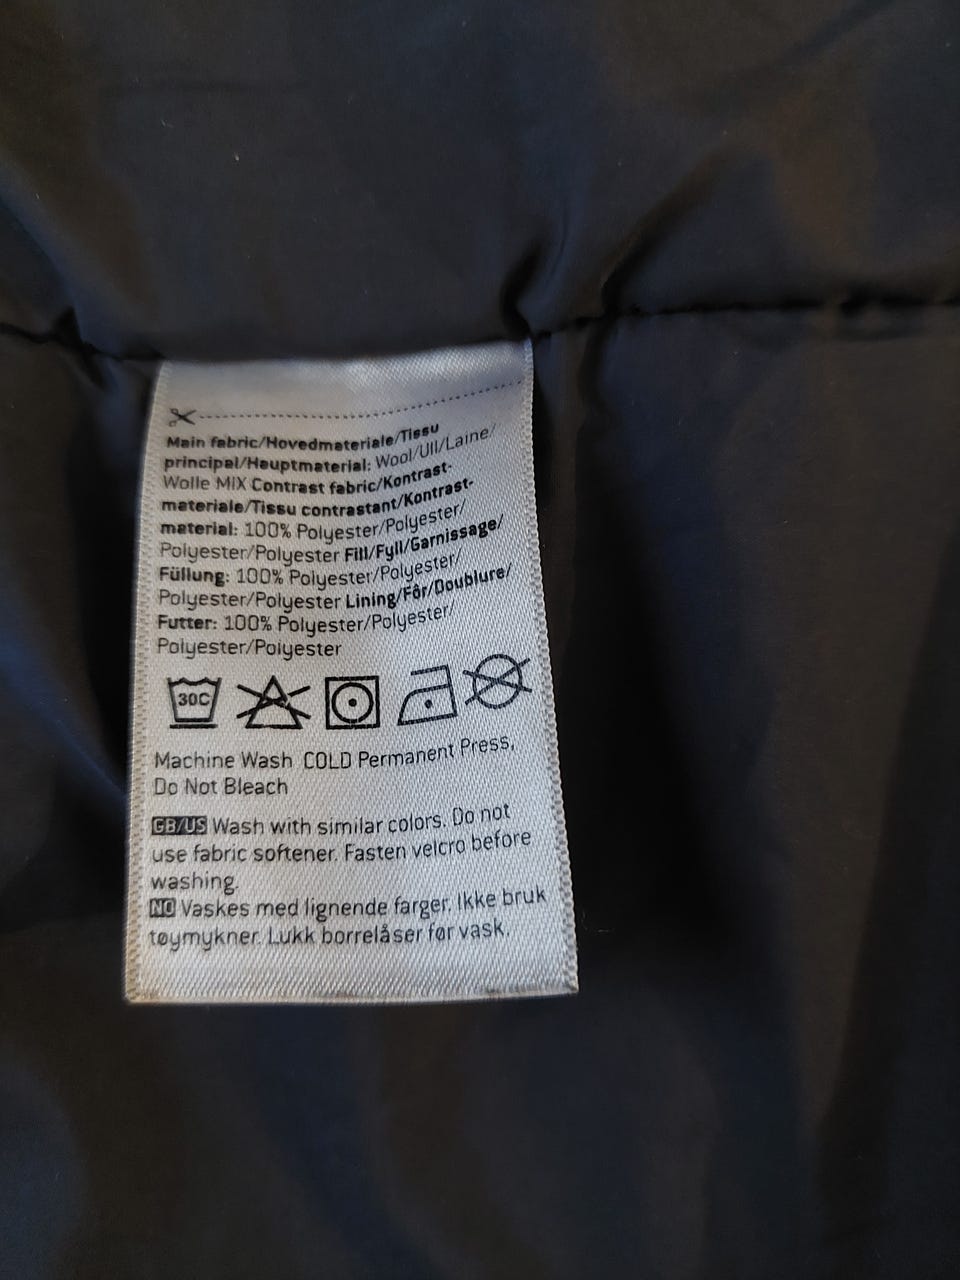 Main fabric/Hovedmateriale/Tissu
principal/Hauptmaterial: Wool/Ull/Laine/
Wolle MIX Contrast fabric/Kontrast-
materiale/Tissu contrastant/Kontrast-
material: 100% Polyester/Polyester/
Polyester/Polyester Fill/Fyll/Garnissage/
Füllung: 100% Polyester/Polyester/
Polyester/Polyester Lining/Fôr/Doublure/
Futter: 100% Polyester/Polyester/
Polyester/Polyester
30C
Machine Wash COLD Permanent Press,
Do Not Bleach
GB/US Wash with similar colors. Do not
use fabric softener. Fasten velcro before
washing.
NO Vaskes med lignende farger. Ikke bruk
tøymykner. Lukk borrelåser før vask.